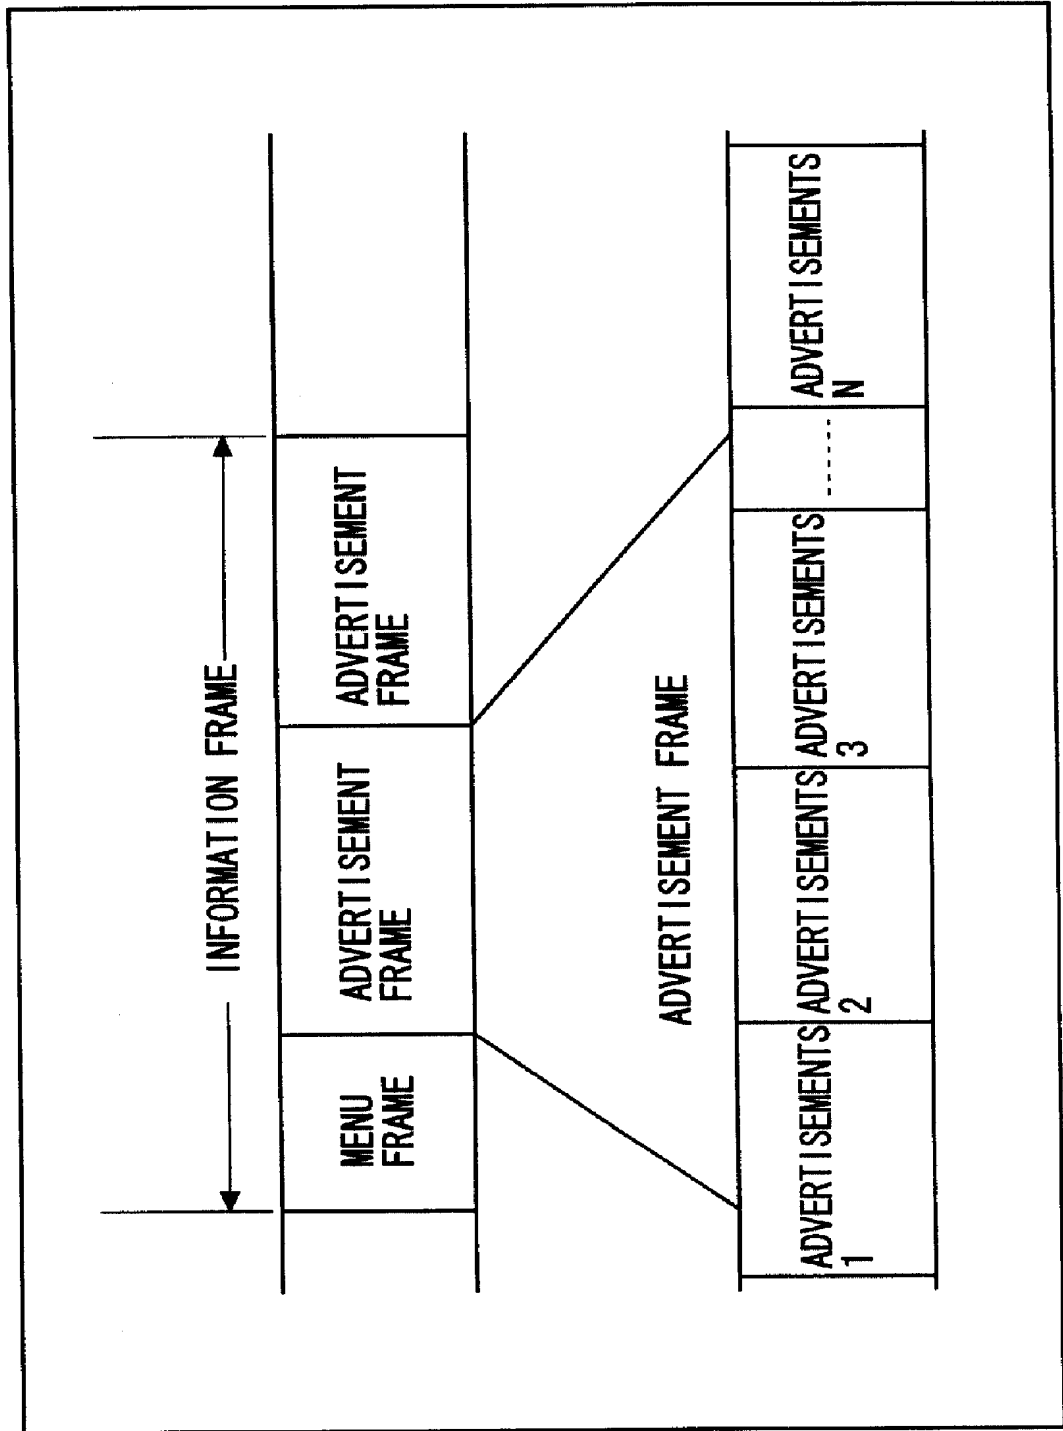 INFORMATION FRAME
MENU
FRAME
ADVERTISEMENT
FRAME
ADVERTISEMENT
FRAME
ADVERTISEMENT FRAME
ADVERTISEMENTS
1
ADVERTISEMENTS
2
ADVERTISEMENTS
3
ADVERTISEMENTS
N